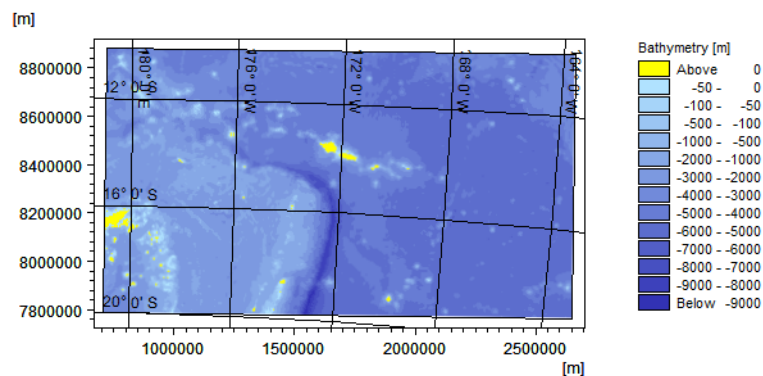 [m]
Bathymetry [m]
Above 0
-50 - 0
-100 - -50
-500 - -100
-1000 - -500
-2000 - -1000
-3000 - -2000
-4000 - -3000
-5000 - -4000
-6000 - -5000
-7000 - -6000
-8000 - -7000
-9000 - -8000
Below -9000
8800000
8600000
8400000
8200000
8000000
7800000
180° 0' E
176° 0' W
172° 0' W
168° 0' W
164° 0' W
12° 0' S
16° 0' S
20° 0' S
1000000 1500000 2000000 2500000
[m]